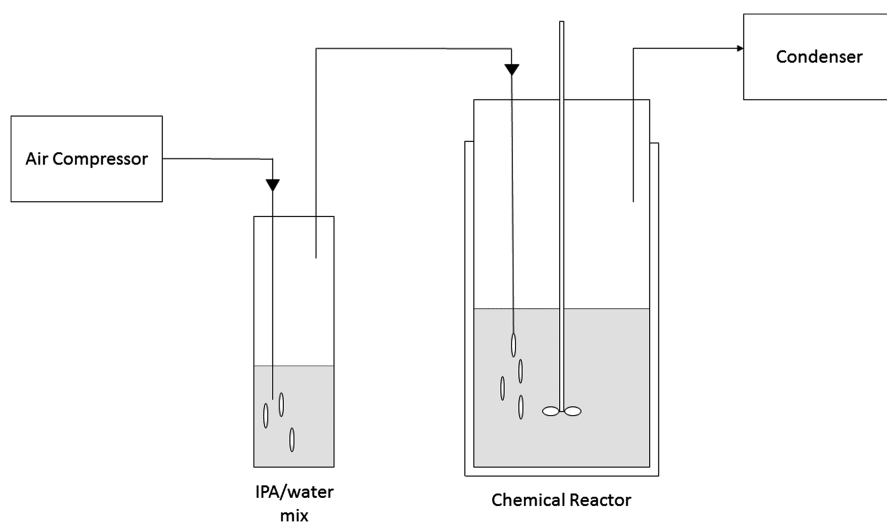 Condenser
Air Compressor
IPA/water
mix
Chemical Reactor